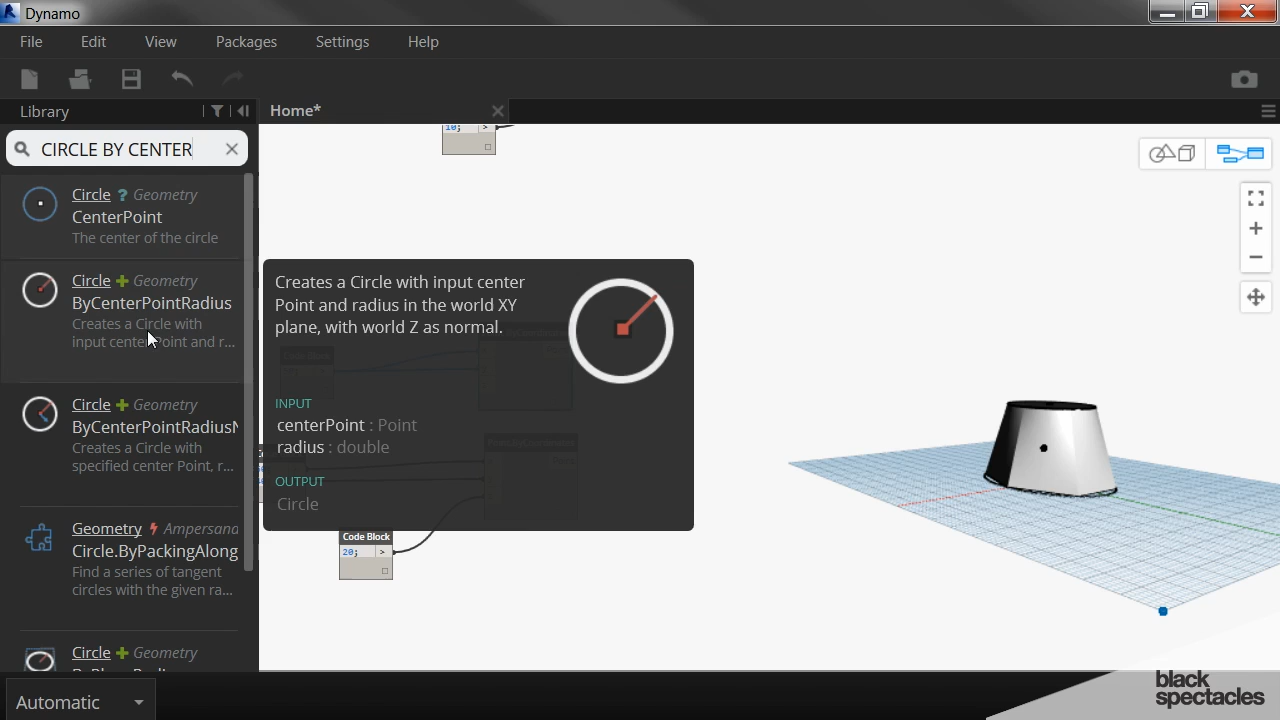 Dynamo
File Edit View Packages Settings Help
Library
Home*
10; >
CIRCLE BY CENTER
Circle ? Geometry
CenterPoint
The center of the circle
Circle + Geometry
ByCenterPointRadius
Creates a Circle with
input center Point and r...
Circle + Geometry
ByCenterPointRadiusN
Creates a Circle with
specified center Point, r...
Geometry Ampersand
Circle.ByPackingAlong
Find a series of tangent
circles with the given ra...
Circle + Geometry
Creates a Circle with input center
Point and radius in the world XY
plane, with world Z as normal.
INPUT
centerPoint : Point
radius : double
OUTPUT
Circle
Code Block
20; >
Automatic
black
spectacles